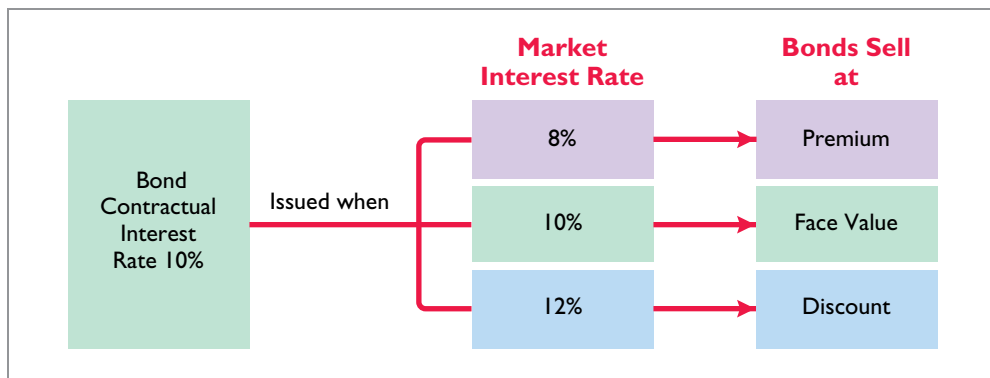 Market
Interest Rate
Bonds Sell
at
Bond
Contractual
Interest
Rate 10%
Issued when
8%
Premium
10%
Face Value
12%
Discount